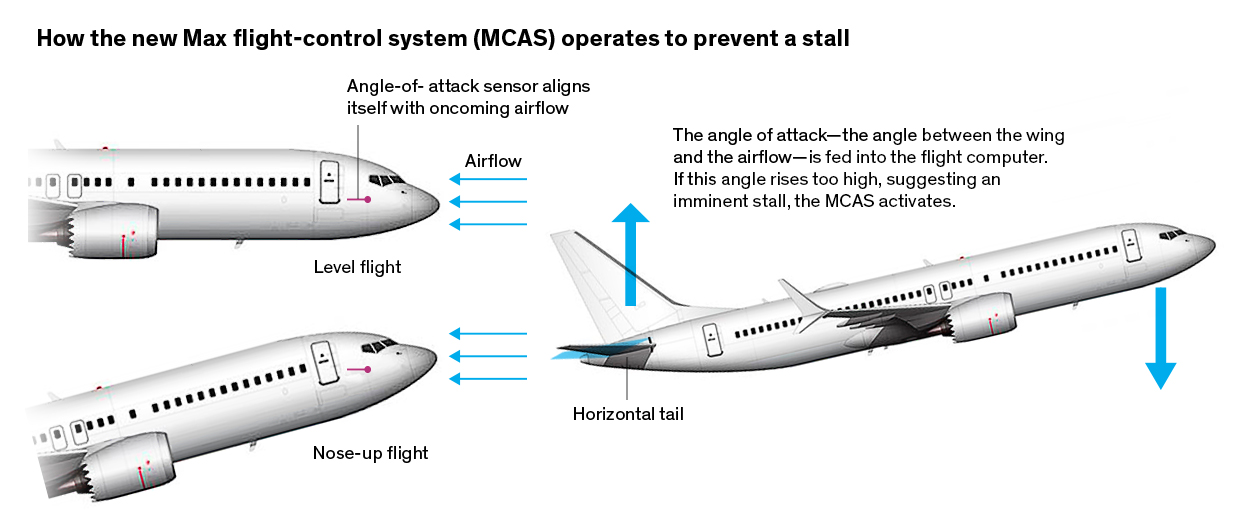 How the new Max flight-control system (MCAS) operates to prevent a stall
Angle-of- attack sensor aligns
itself with oncoming airflow
Airflow
Level flight
The angle of attack—the angle between the wing
and the airflow—is fed into the flight computer.
If this angle rises too high, suggesting an
imminent stall, the MCAS activates.
Horizontal tail
Nose-up flight